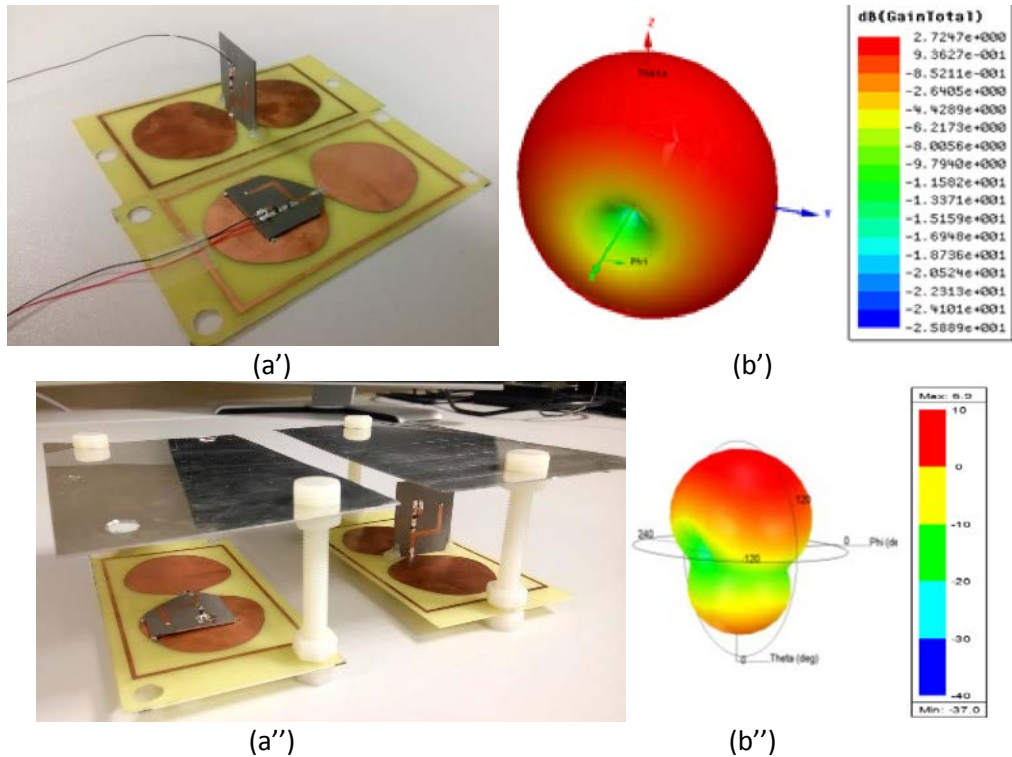 dB(GainTotal)
2.7247e+000
9.3627e-001
-8.5211e-001
-2.6405e+000
-4.4289e+000
-6.2173e+000
-8.0056e+000
-9.7940e+000
-1.1582e+001
-1.3371e+001
-1.5159e+001
-1.6948e+001
-1.8736e+001
-2.0524e+001
-2.2313e+001
-2.4101e+001
-2.5889e+001
Z
Theta
Y
Phi
(a')
(b')
Max: 6.9
10
0
-10
-20
-30
-40
Min: -37.0
120
240
0
Phi (de
-120
0
Theta (deg)
(a'')
(b'')